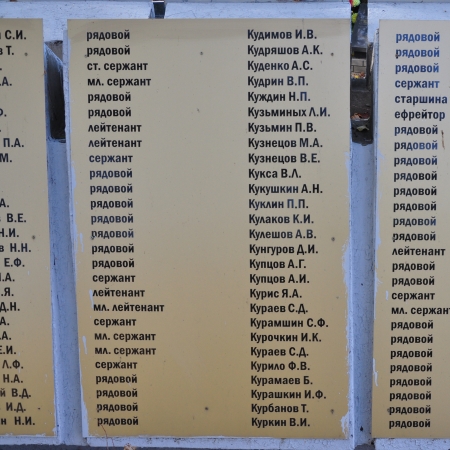 рядовой Кудимов И.В.
рядовой Кудряшов А.К.
ст. сержант Куденко А.С.
мл. сержант Кудрин В.П.
рядовой Куждин Н.П.
рядовой Кузьминых Л.И.
лейтенант Кузьмин П.В.
лейтенант Кузнецов М.А.
сержант Кузнецов В.Е.
рядовой Кукса В.Л.
рядовой Кукушкин А.Н.
рядовой Куклин П.П.
рядовой Кулаков К.И.
рядовой Кулешов А.В.
рядовой Кунгуров Д.И.
рядовой Купцов А.Г.
сержант Купцов А.И.
лейтенант Курис Я.А.
мл. лейтенант Кураев С.Д.
сержант Курамшин С.Ф.
мл. сержант Курочкин И.К.
мл. сержант Кураев С.Д.
сержант Курило Ф.В.
рядовой Курамаев Б.
рядовой Курашкин И.Ф.
рядовой Курбанов Т.
рядовой Куркин В.И.
С.И.
Т.
П.А.
М.
В.Е.
Н.И.
Н.Н.
Е.Ф.
Д.Н.
Е.И.
Л.Ф.
Н.А.
В.Д.
И.Д.
Н.И.
рядовой
рядовой
рядовой
сержант
старшина
ефрейтор
рядовой
рядовой
рядовой
рядовой
рядовой
рядовой
рядовой
рядовой
лейтенант
рядовой
рядовой
сержант
мл. сержант
рядовой
рядовой
рядовой
рядовой
рядовой
рядовой
рядовой